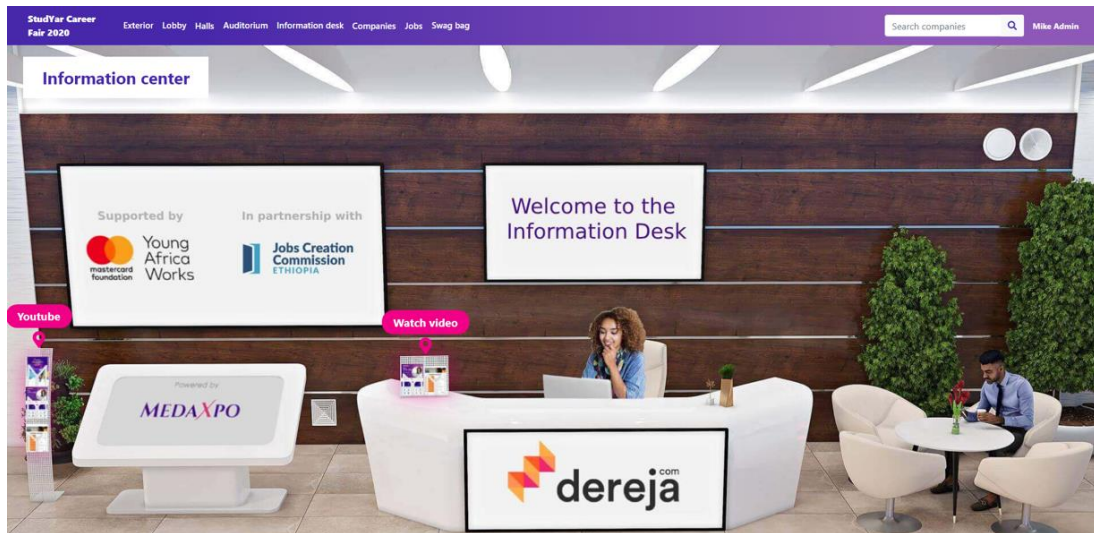 StudYar Career
Fair 2020
Exterior Lobby Halls Auditorium Information desk Companies Jobs Swag bag
Search companies
Mike Admin
Information center
Supported by
In partnership with
mastercard
foundation
Young
Africa
Works
Jobs Creation
Commission
ETHIOPIA
Welcome to the
Information Desk
Youtube
Watch video
Powered by
MEDAXPO
dereja.com